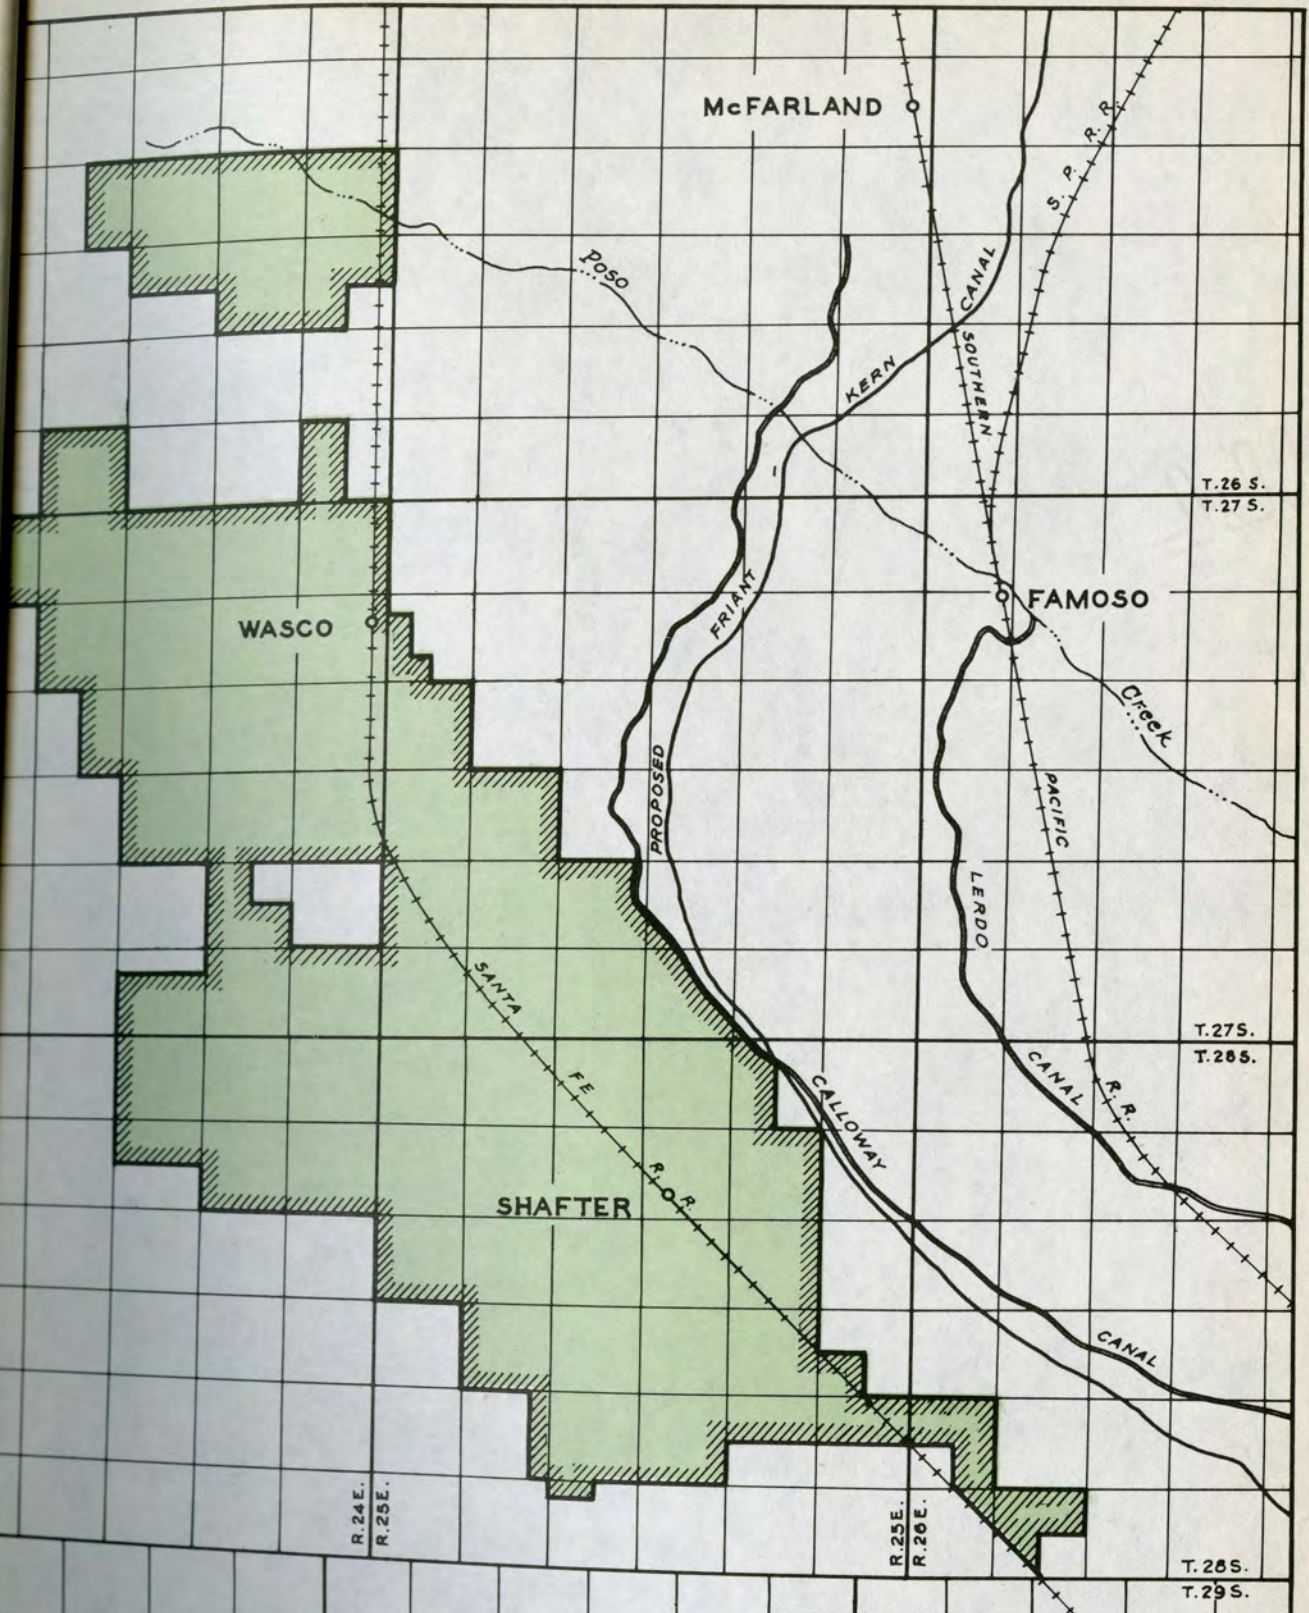 McFARLAND
S. P. R. R.
Poso
KERN CANAL
SOUTHERN
T.26 S.
T.27 S.
FRIANT -
FAMOSO
WASCO
Creek
PROPOSED
PACIFIC
LERDO
SANTA
T.27S.
T.28S.
FE
CANAL
CALLOWAY
R. R.
R. R.
SHAFTER
CANAL
R.24E.
R.25E.
R.25E.
R.26E.
T.28S.
T.29S.